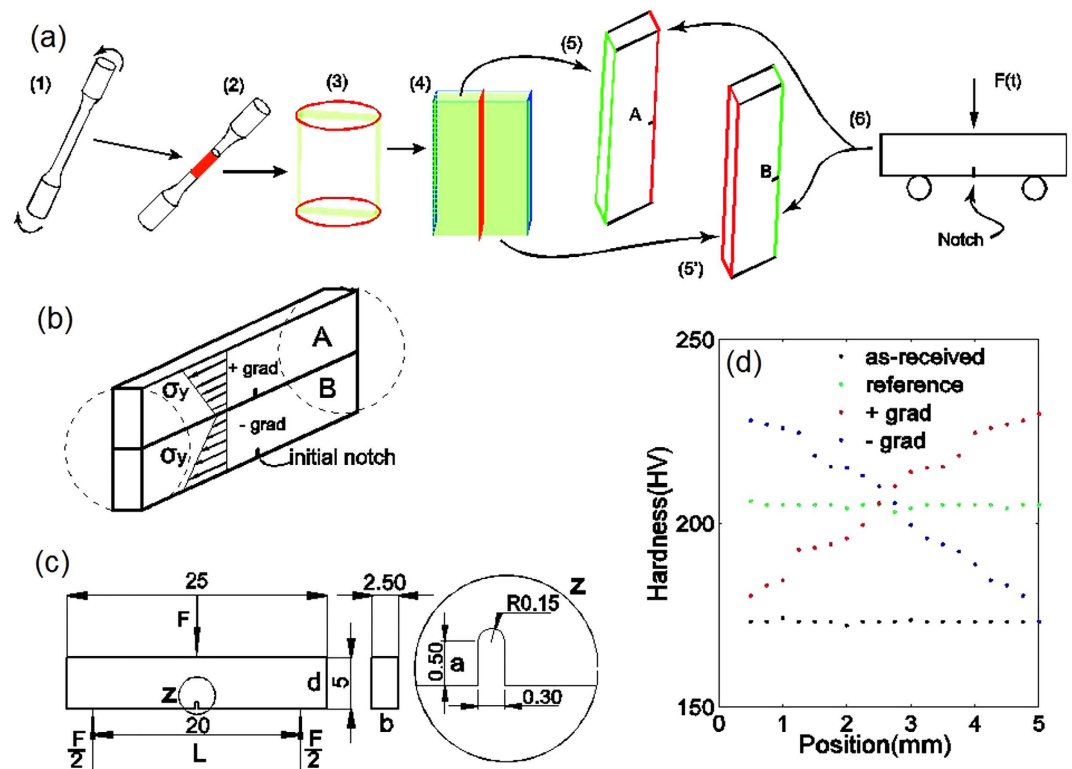 (a)
(1)
(2)
(3)
(4)
(5)
A
(5')
B
(6)
F(t)
Notch
(b)
A
+ grad
σy
B
- grad
σy
initial notch
(c)
25
2.50
F
z
d
5
20
L
F/2
F/2
b
z
R0.15
0.50
a
0.30
(d)
250
200
150
Hardness(HV)
as-received
reference
+ grad
- grad
1
2
3
4
5
Position(mm)